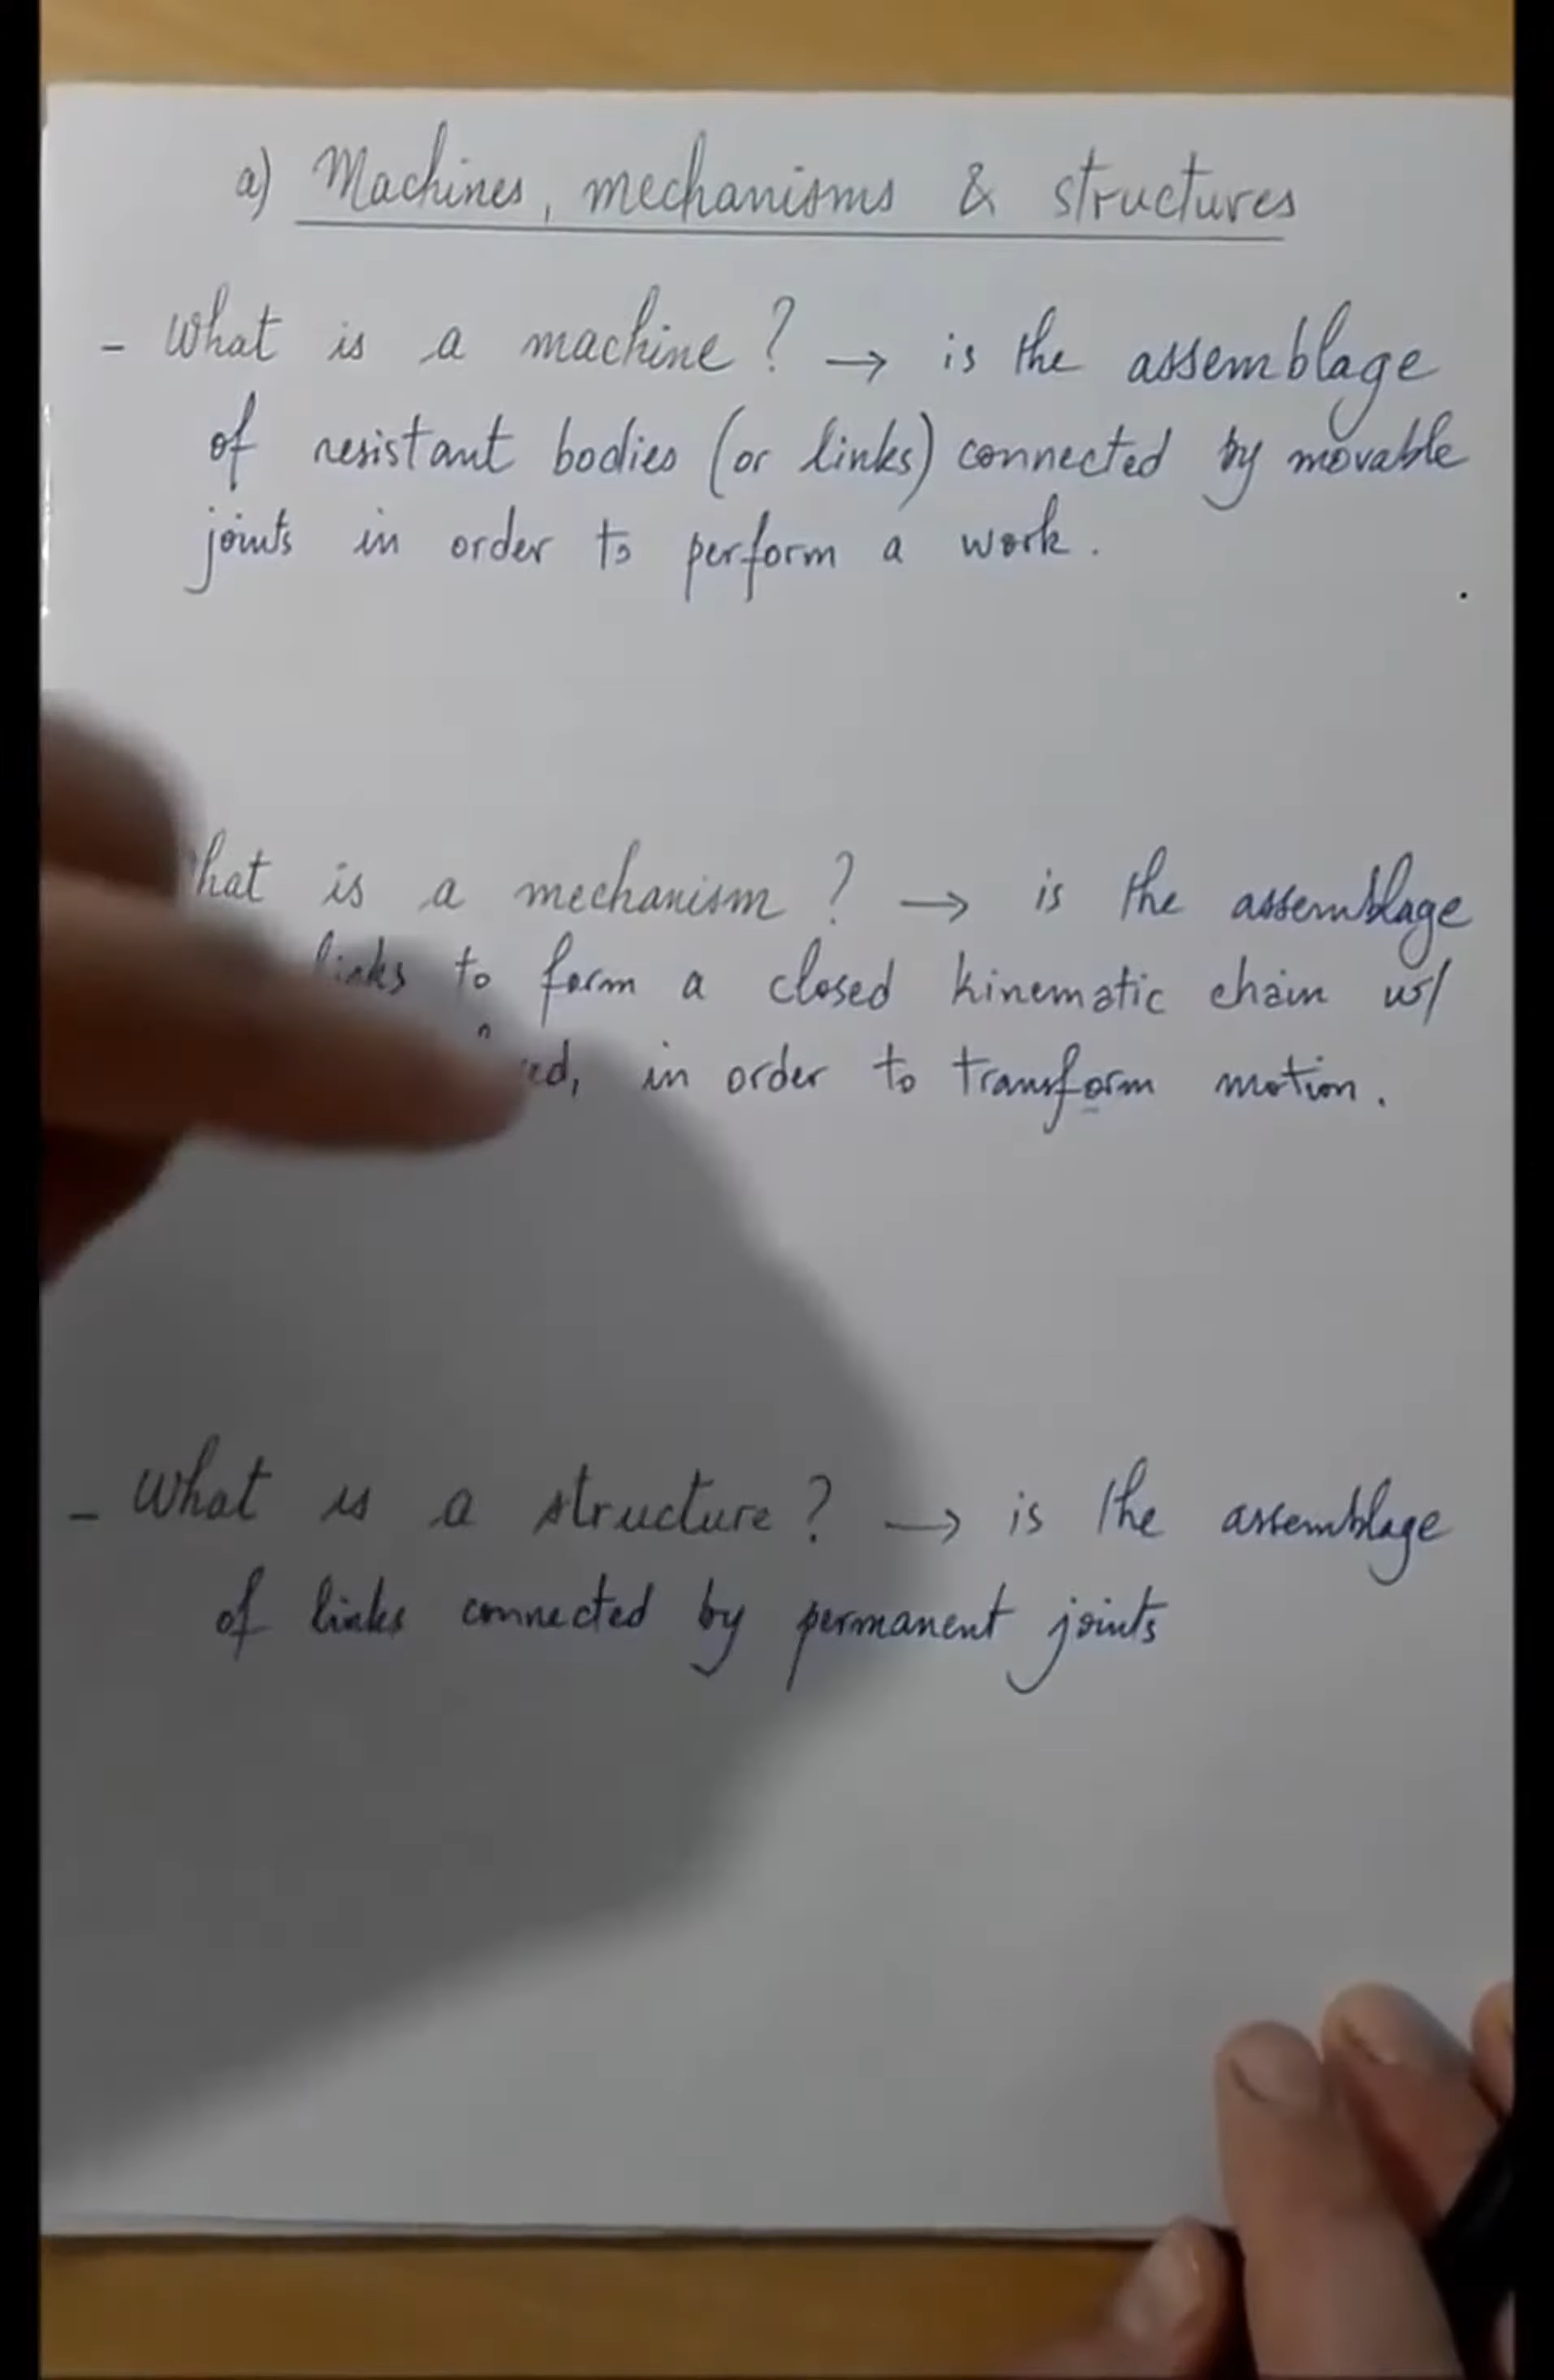 a) Machines, mechanisms & structures
- What is a machine ? → is the assemblage
of resistant bodies (or links) connected by movable
joints in order to perform a work .
hat is a mechanism ? → is the assemblage
links to form a closed kinematic chain w/
in order to transform motion .
- What is a structure ? → is the assemblage
of links connected by permanent joints